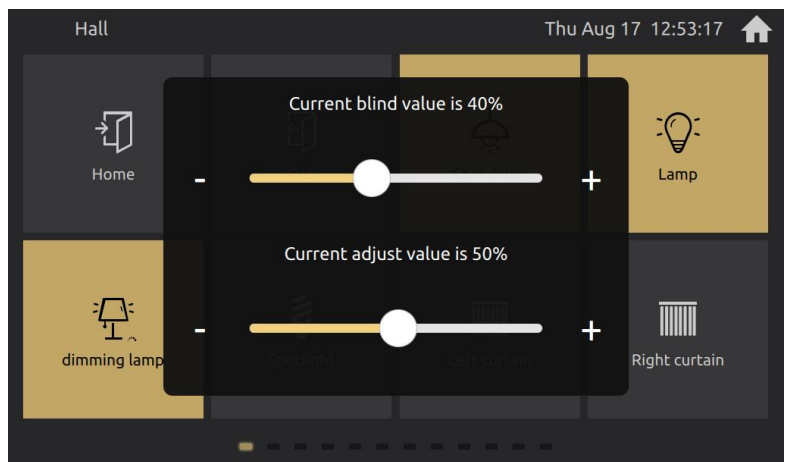 Hall
Thu Aug 17 12:53:17
Current blind value is 40%
Home
-
+
Lamp
Current adjust value is 50%
-
+
dimming lamp
Spotlight
Left curtain
Right curtain